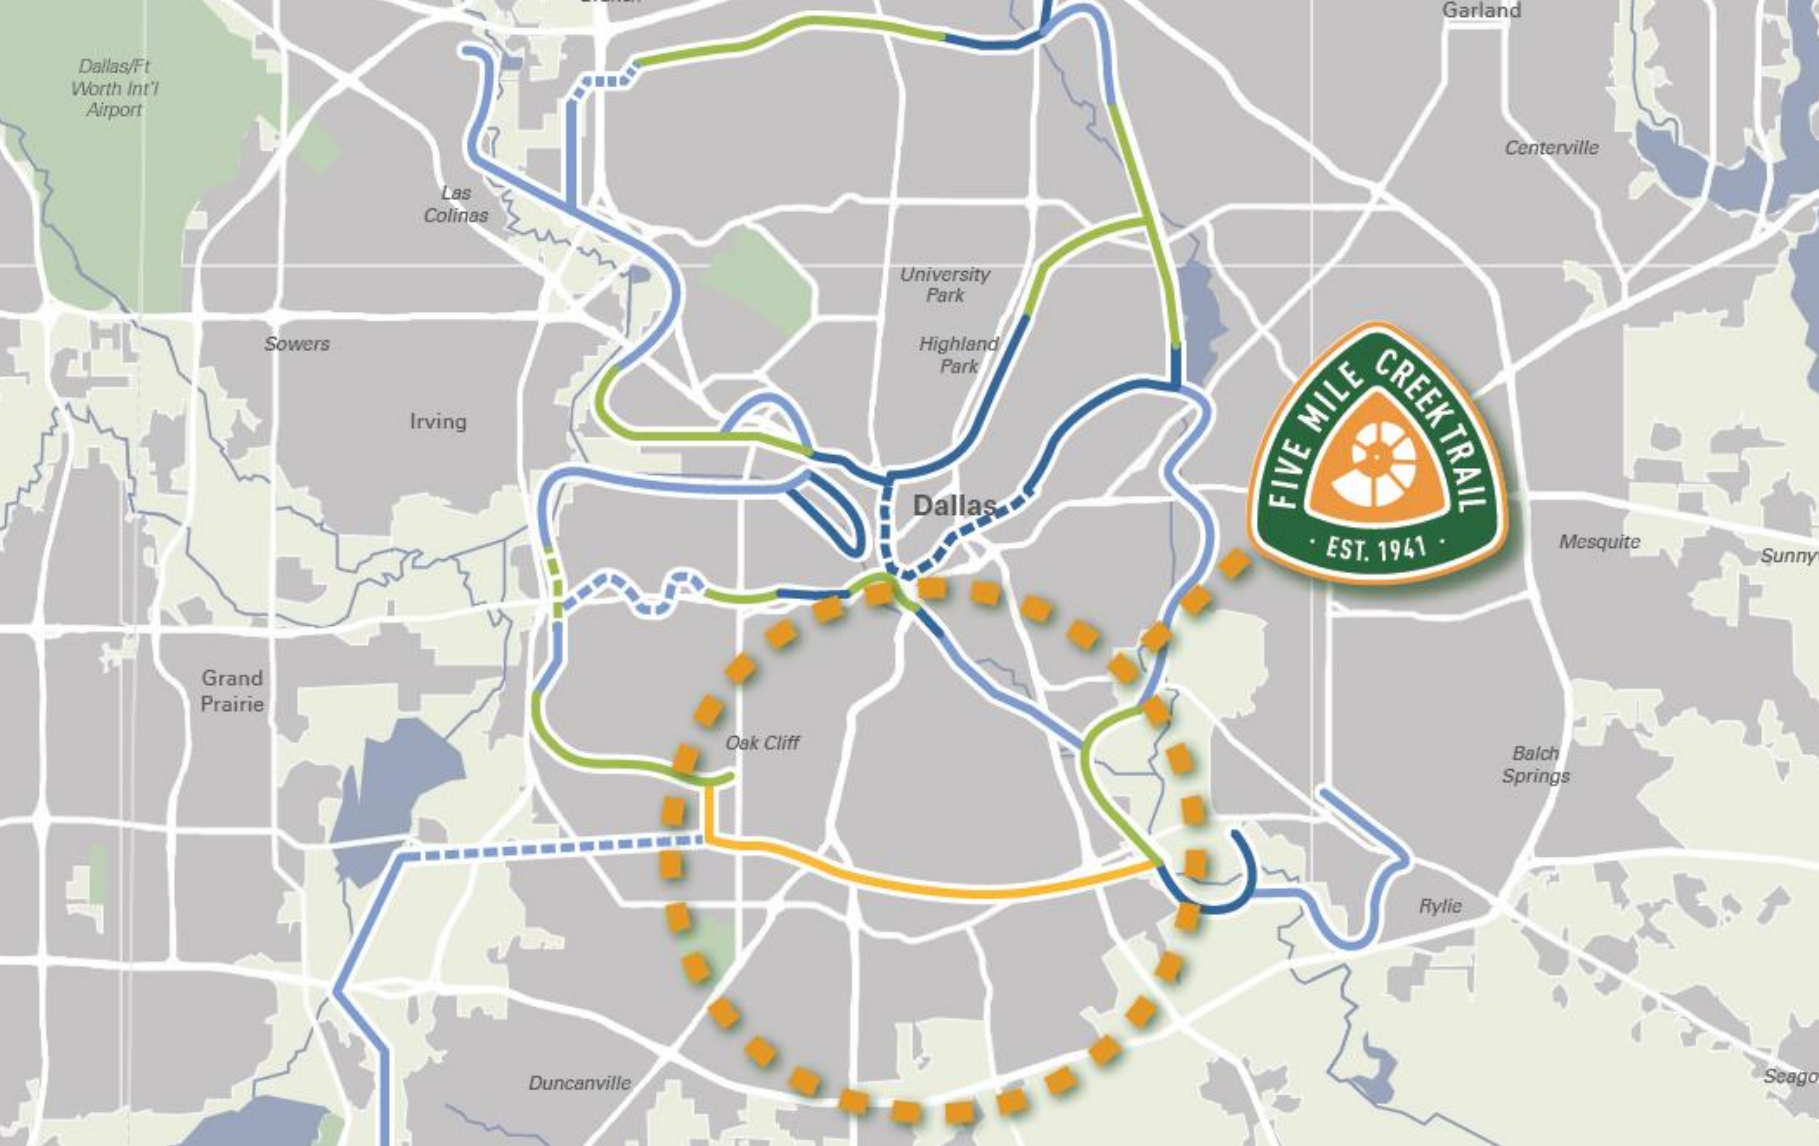 Garland
Dallas/Ft
Worth Int'l
Airport
Centerville
Las
Colinas
University
Park
Sowers
Highland
Park
Irving
FIVE MILE CREEK TRAIL
· EST. 1941 ·
Dallas
Mesquite
Sunny
Grand
Prairie
Oak Cliff
Balch
Springs
Rylie
Duncanville
Seago